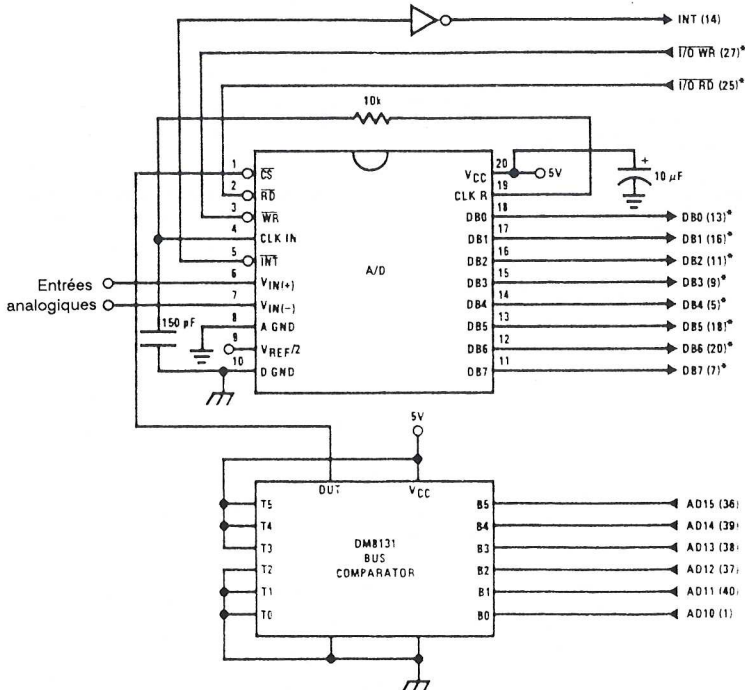 INT (14)
I/O WR (27)*
I/O RD (25)*
10k
1 CS
2 RD
3 WR
4 CLK IN
5 INT
6 VIN(+)
7 VIN(−)
8 A GND
9 VREF/2
10 D GND
A/D
VCC 20
5V
10 µF
+
CLK R 19
DB0 18 DB0 (13)*
DB1 17 DB1 (16)*
DB2 16 DB2 (11)*
DB3 15 DB3 (9)*
DB4 14 DB4 (5)*
DB5 13 DB5 (18)*
DB6 12 DB6 (20)*
DB7 11 DB7 (7)*
Entrées
analogiques
150 pF
5V
OUT VCC
T5
T4
T3
T2
T1
T0
DM8131
BUS
COMPARATOR
B5 AD15 (36)
B4 AD14 (39)
B3 AD13 (38)
B2 AD12 (37)
B1 AD11 (40)
B0 AD10 (1)